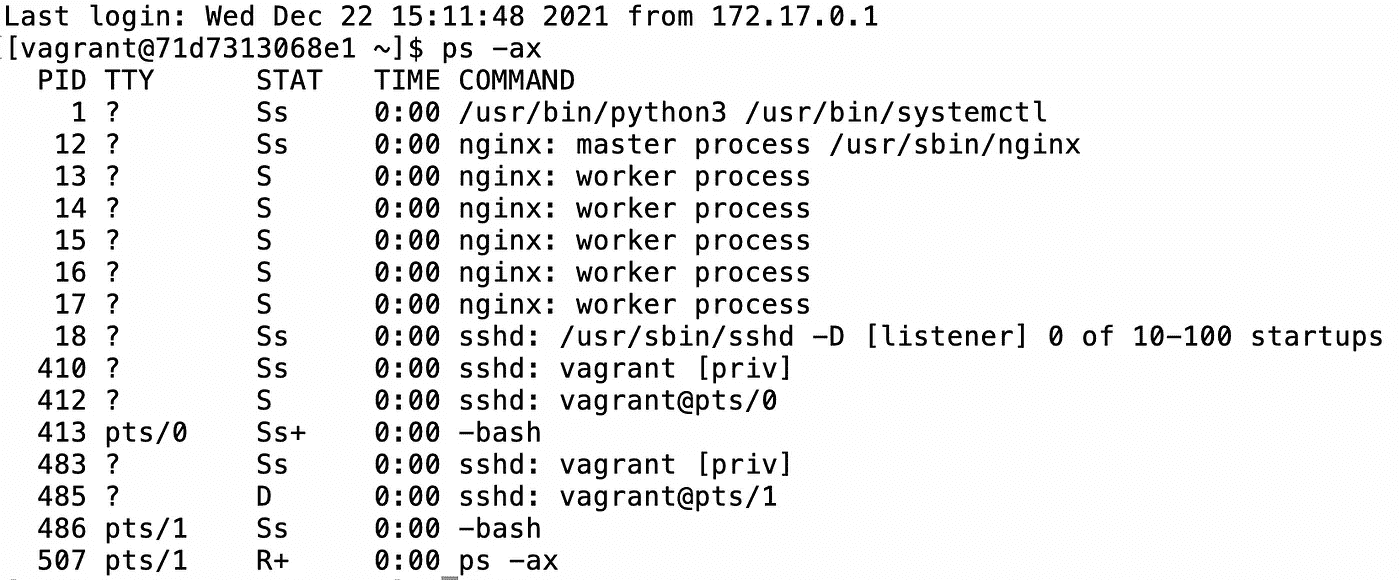 Last login: Wed Dec 22 15:11:48 2021 from 172.17.0.1
[[vagrant@71d7313068e1 ~]$ ps -ax
  PID TTY      STAT   TIME COMMAND
    1 ?        Ss     0:00 /usr/bin/python3 /usr/bin/systemctl
   12 ?        Ss     0:00 nginx: master process /usr/sbin/nginx
   13 ?        S      0:00 nginx: worker process
   14 ?        S      0:00 nginx: worker process
   15 ?        S      0:00 nginx: worker process
   16 ?        S      0:00 nginx: worker process
   17 ?        S      0:00 nginx: worker process
   18 ?        Ss     0:00 sshd: /usr/sbin/sshd -D [listener] 0 of 10-100 startups
  410 ?        Ss     0:00 sshd: vagrant [priv]
  412 ?        S      0:00 sshd: vagrant@pts/0
  413 pts/0    Ss+    0:00 -bash
  483 ?        Ss     0:00 sshd: vagrant [priv]
  485 ?        D      0:00 sshd: vagrant@pts/1
  486 pts/1    Ss     0:00 -bash
  507 pts/1    R+     0:00 ps -ax